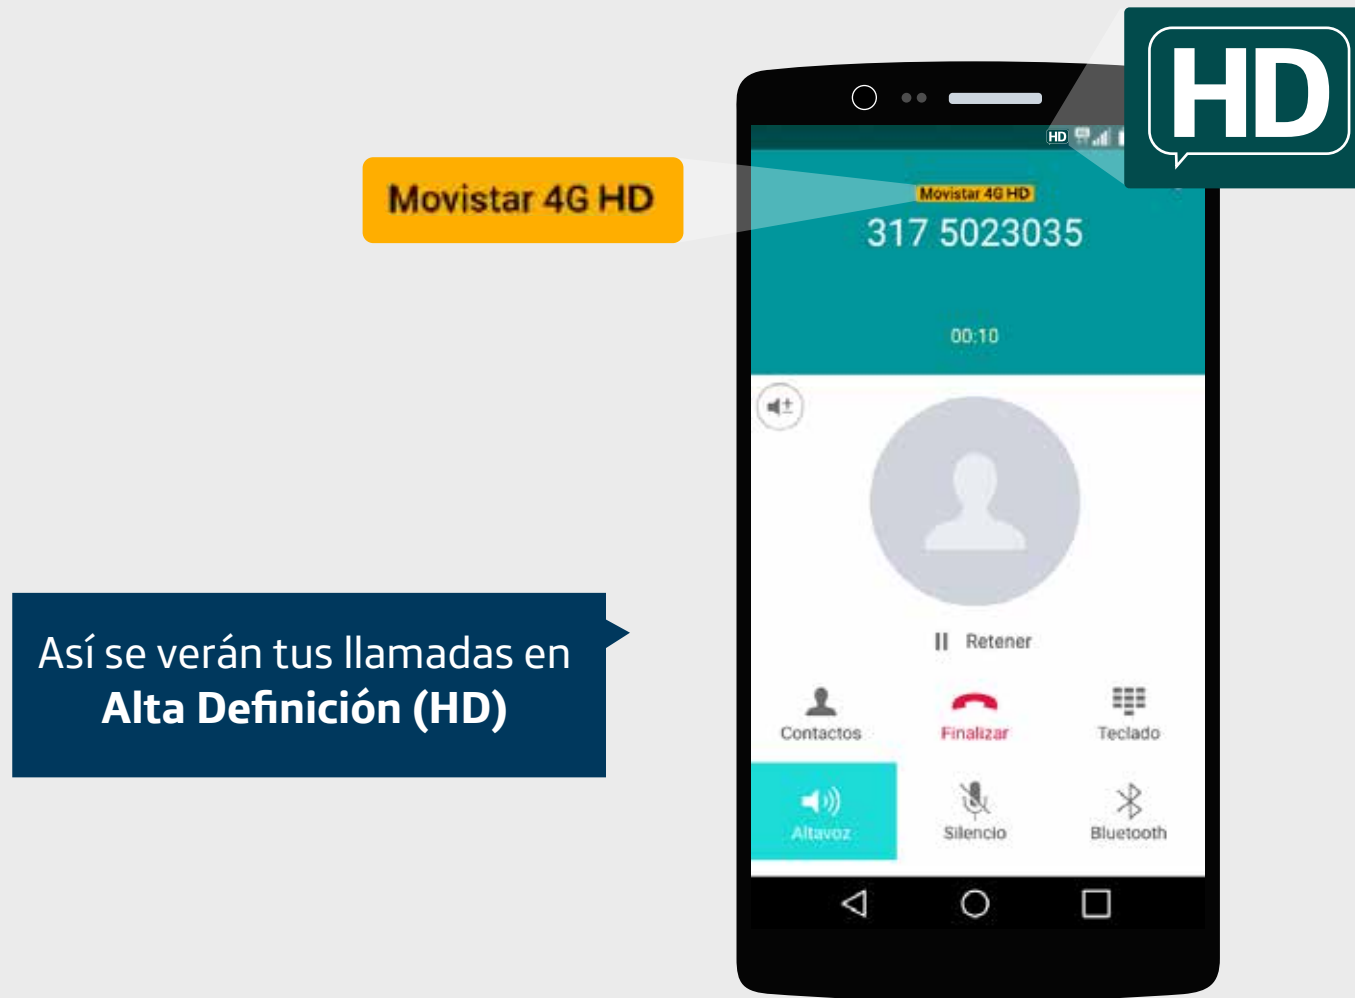 HD
HD
Movistar 4G HD
Movistar 4G HD
317 5023035
00:10
Retener
Así se verán tus llamadas en
Alta Definición (HD)
Contactos
Finalizar
Teclado
Altavoz
Silencio
Bluetooth